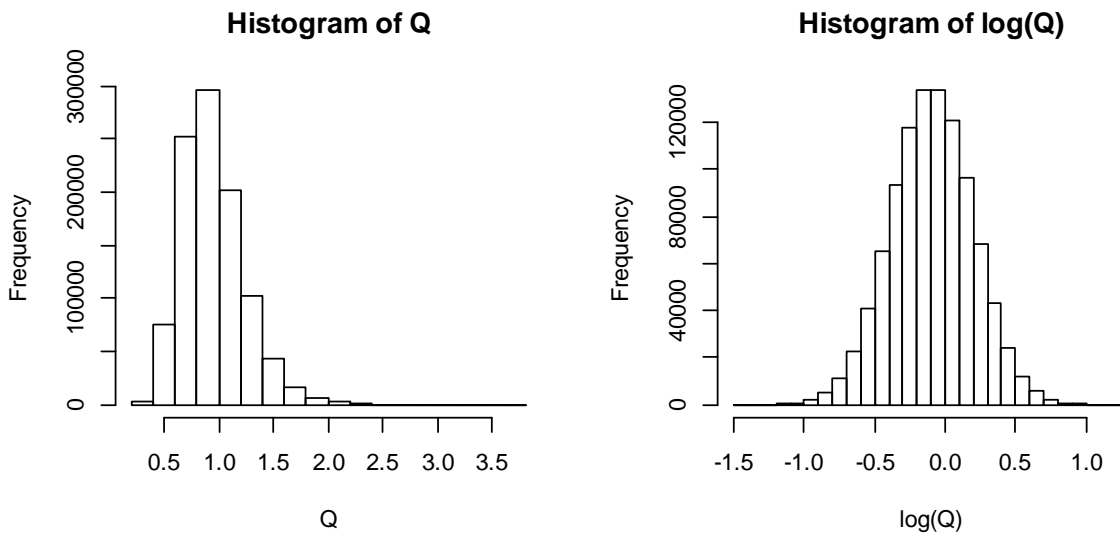 Histogram of Q
Frequency
0
100000
200000
300000
0.5 1.0 1.5 2.0 2.5 3.0 3.5
Q
Histogram of log(Q)
Frequency
0
40000
80000
120000
-1.5 -1.0 -0.5 0.0 0.5 1.0
log(Q)